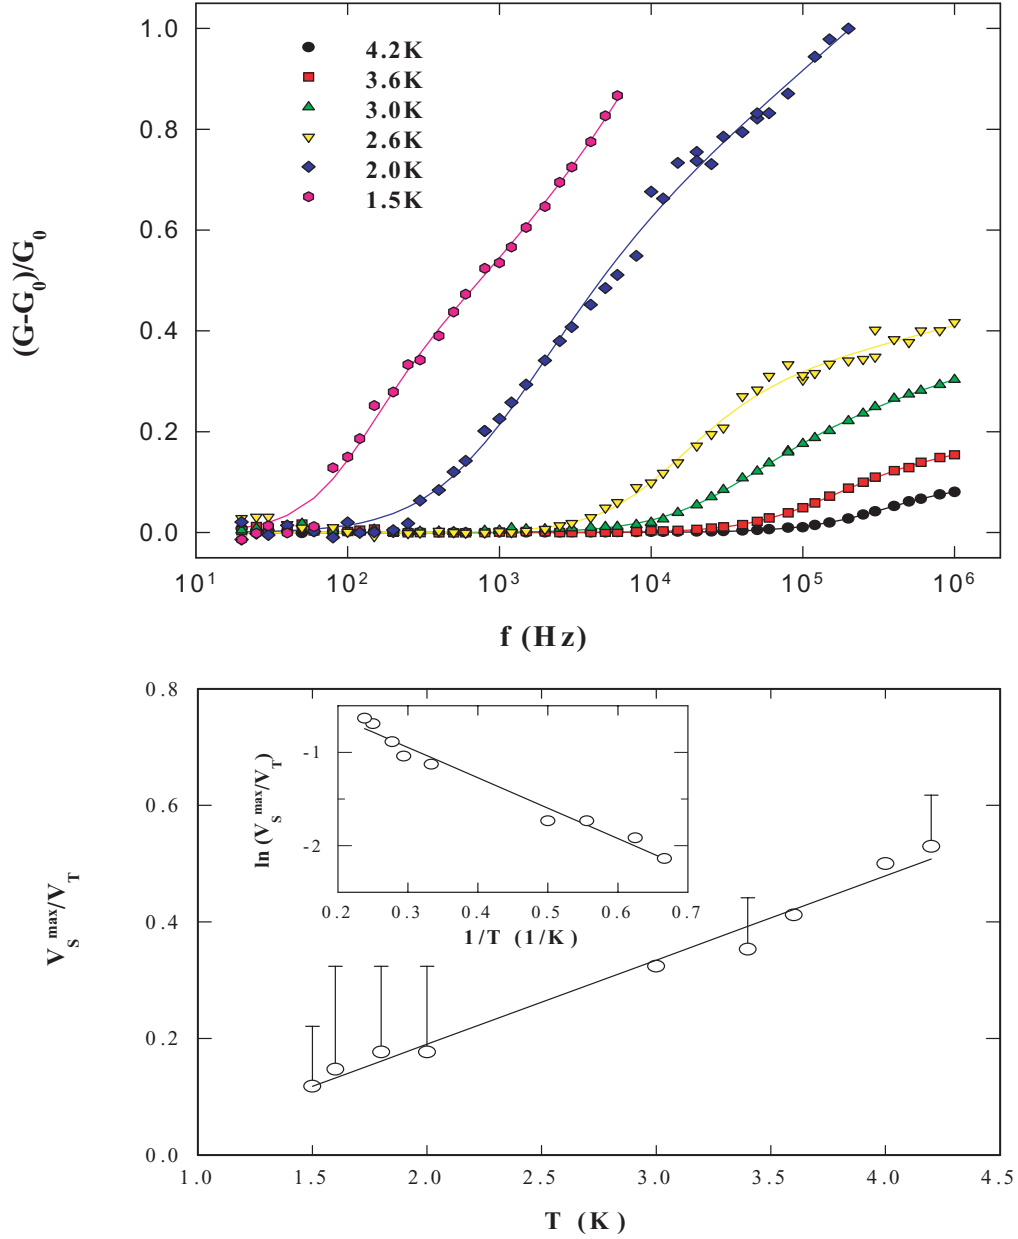 1.0
0.8
0.6
0.4
0.2
0.0
(G-G0)/G0
4.2K
3.6K
3.0K
2.6K
2.0K
1.5K
10^1 10^2 10^3 10^4 10^5 10^6
f (Hz)
0.8
0.6
0.4
0.2
0.0
V_S^max/V_T
-1
-2
ln (V_S^max/V_T)
0.2 0.3 0.4 0.5 0.6 0.7
1/T (1/K)
1.0 1.5 2.0 2.5 3.0 3.5 4.0 4.5
T (K)